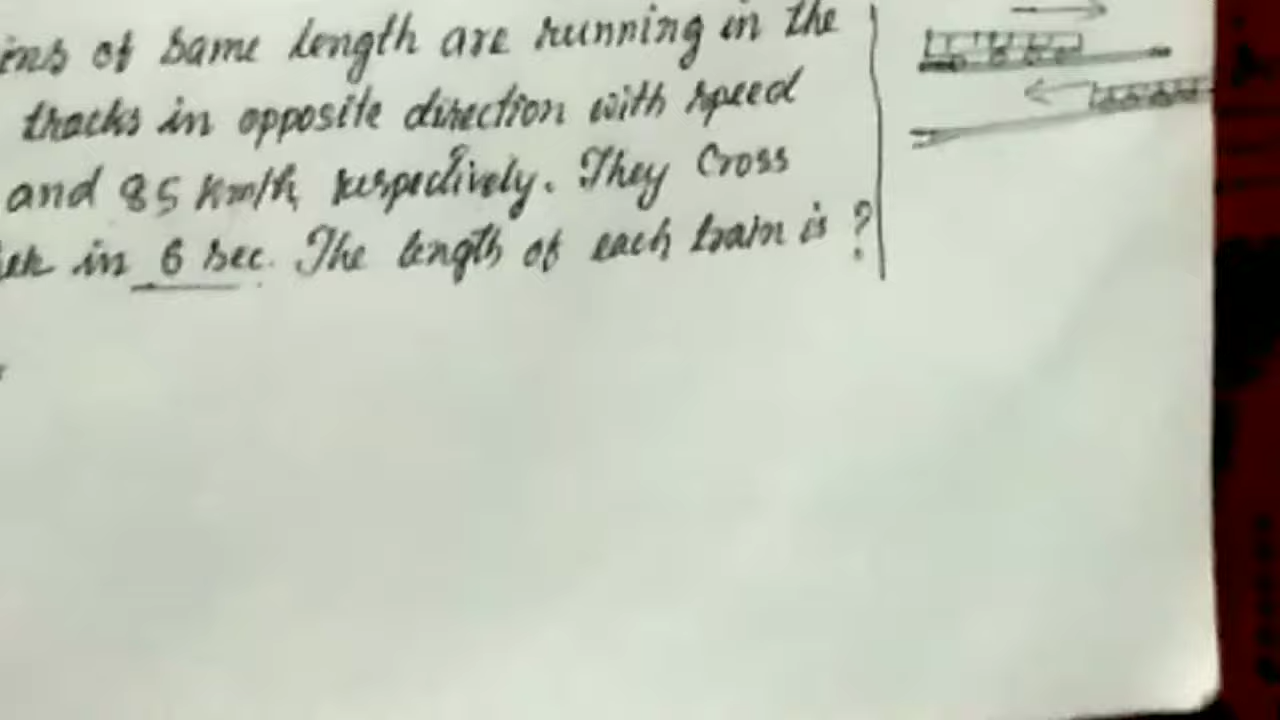 ins of same length are running in the
tracks in opposite direction with speed
and 85 Km/h respectively. They Cross
in 6 sec. The length of each train is ?